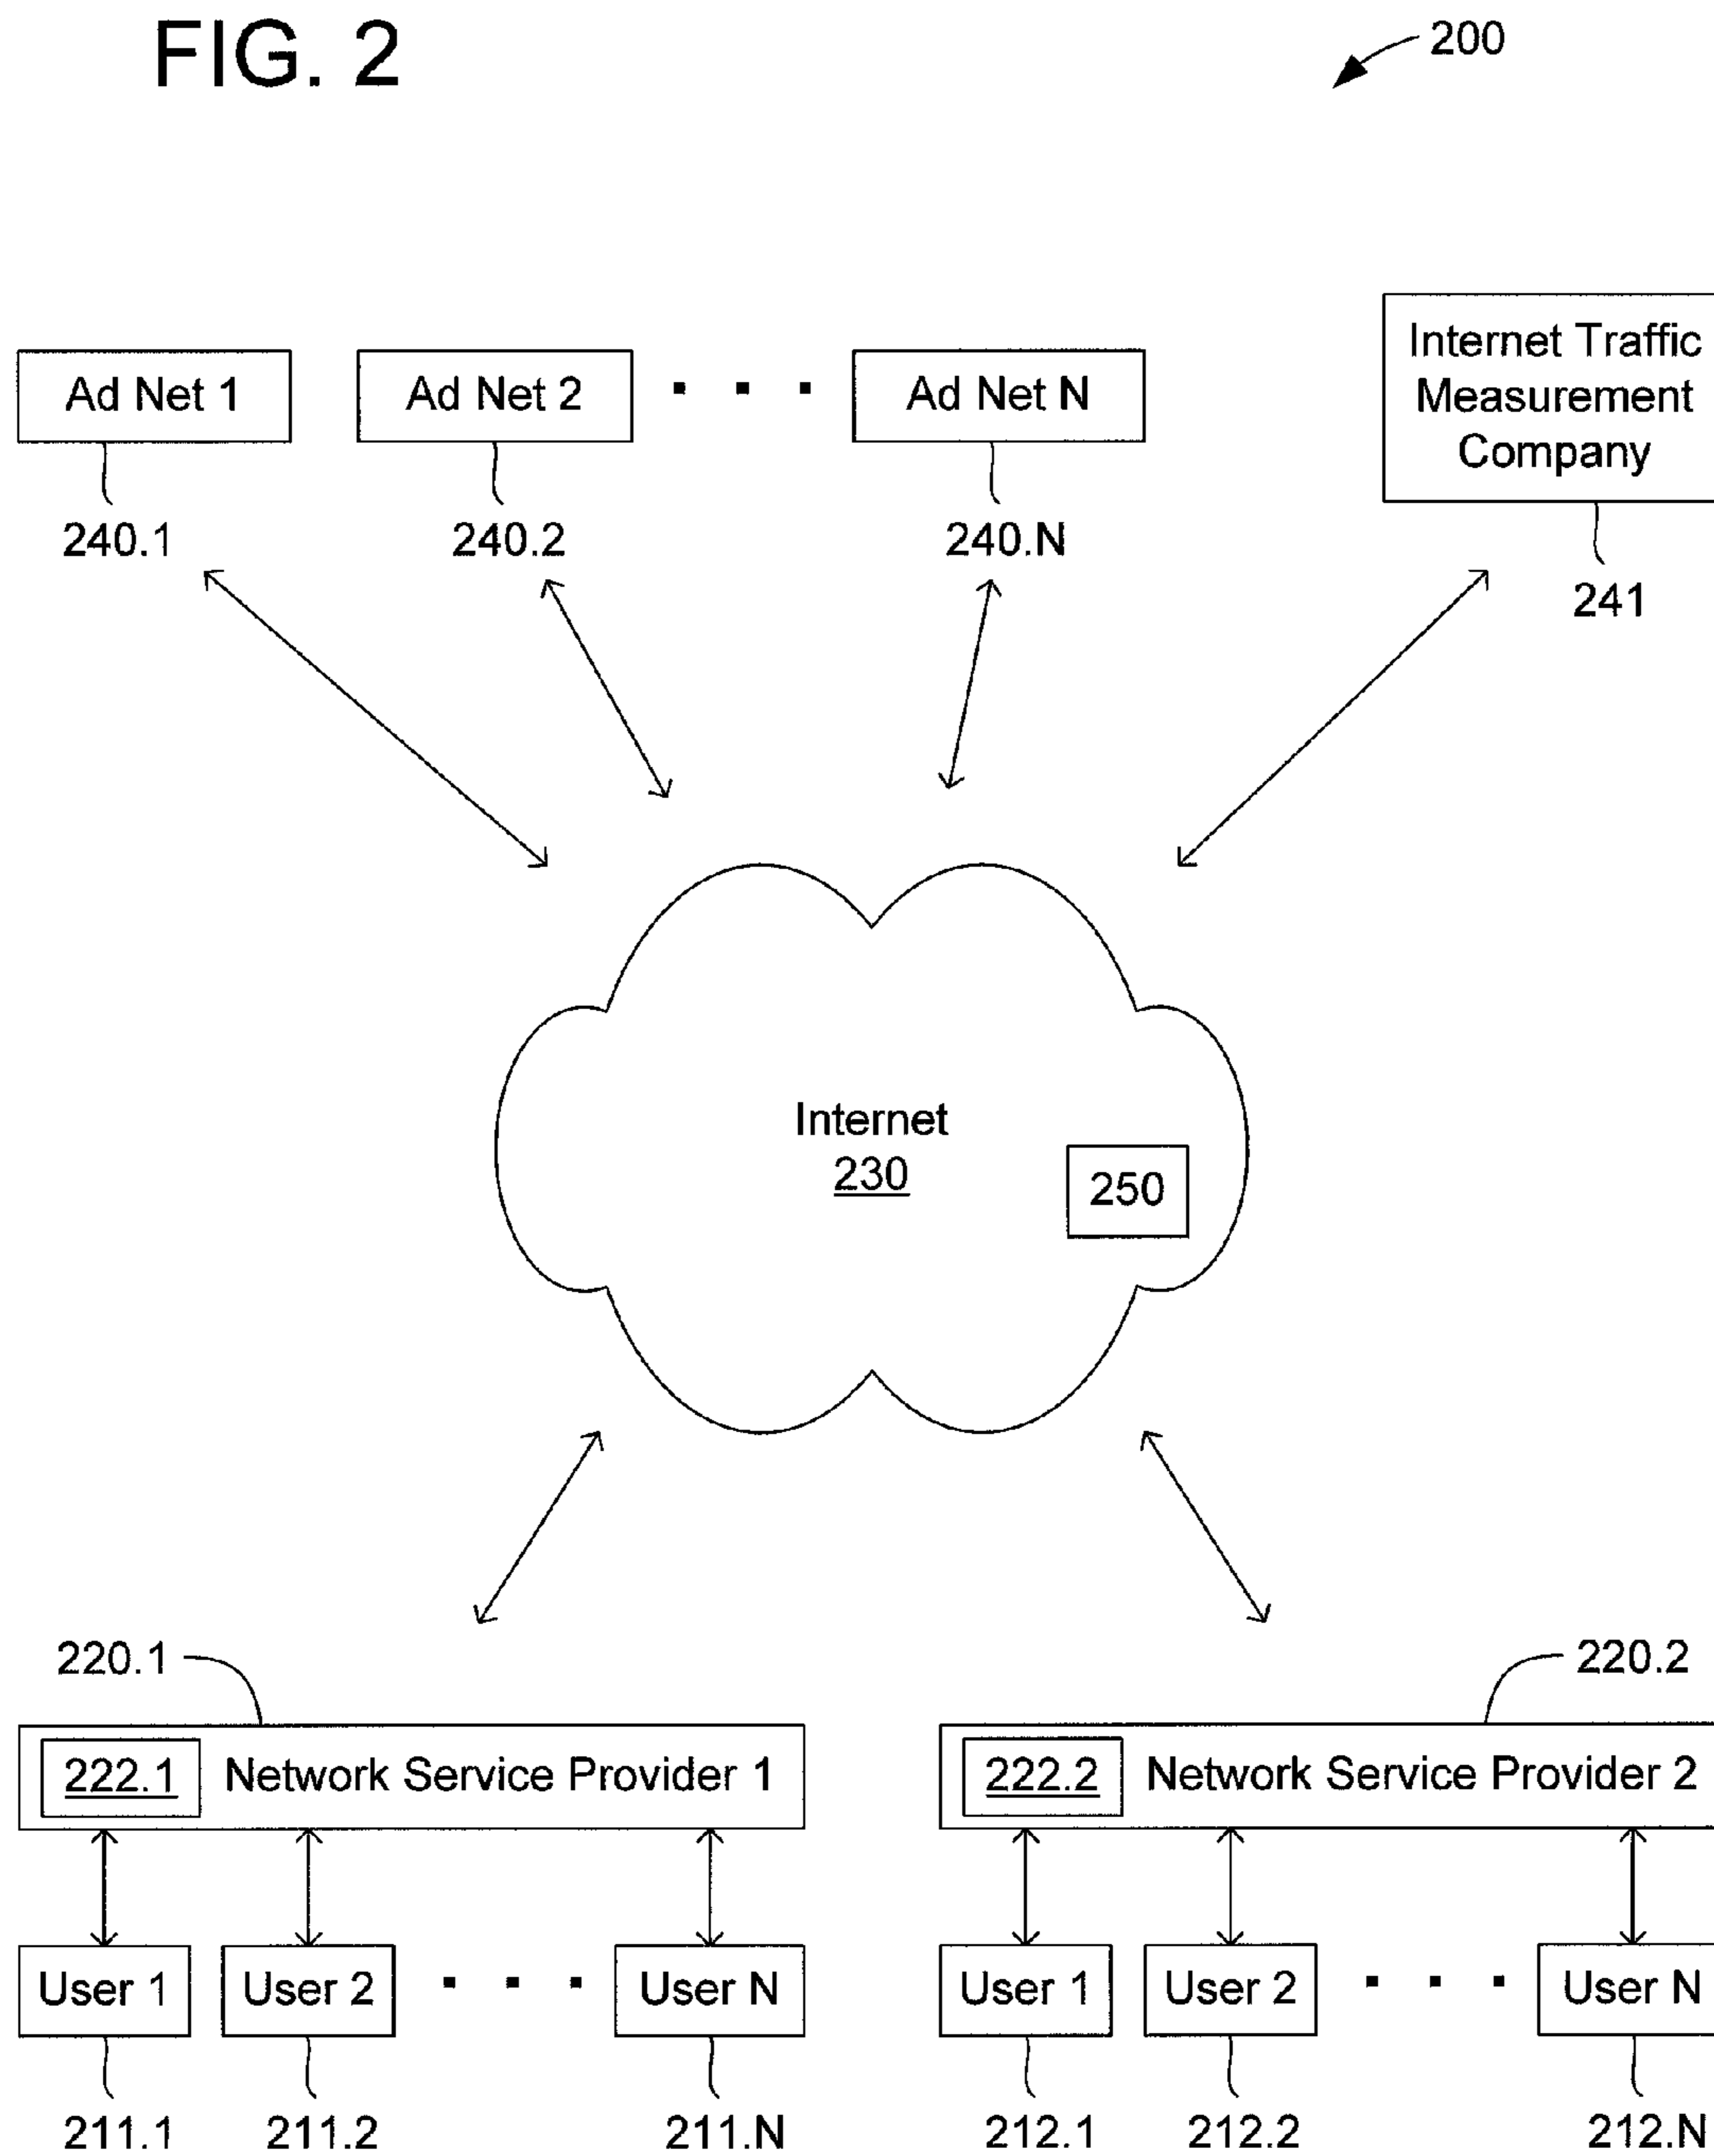 FIG. 2
200
Ad Net 1
Ad Net 2
Ad Net N
Internet Traffic
Measurement
Company
240.1
240.2
240.N
241
Internet
230
250
220.1
220.2
222.1 Network Service Provider 1
222.2 Network Service Provider 2
User 1
User 2
User N
User 1
User 2
User N
211.1
211.2
211.N
212.1
212.2
212.N